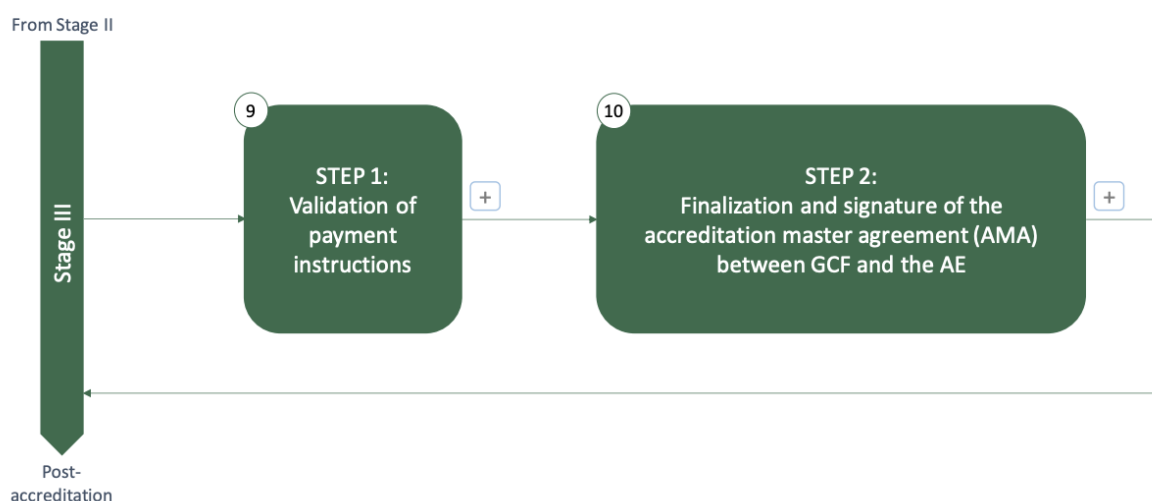 From Stage II
Stage III
9
STEP 1:
Validation of
payment
instructions
+
10
STEP 2:
Finalization and signature of the
accreditation master agreement (AMA)
between GCF and the AE
+
Post-
accreditation